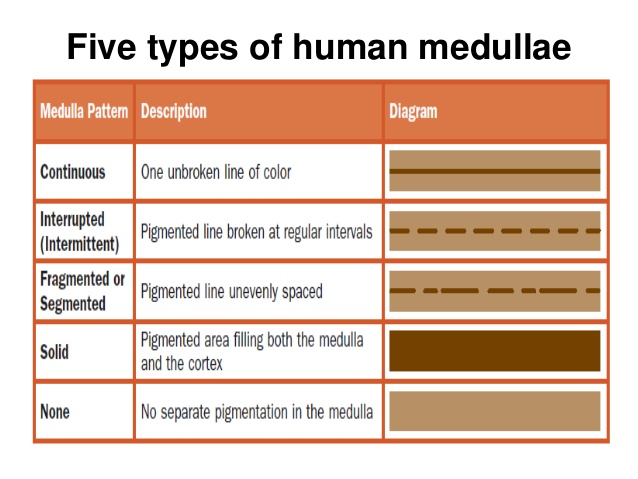 Five types of human medullae
Medulla Pattern Description Diagram
Continuous One unbroken line of color
Interrupted
(Intermittent)
Pigmented line broken at regular intervals
Fragmented or
Segmented
Pigmented line unevenly spaced
Solid
Pigmented area filling both the medulla
and the cortex
None No separate pigmentation in the medulla